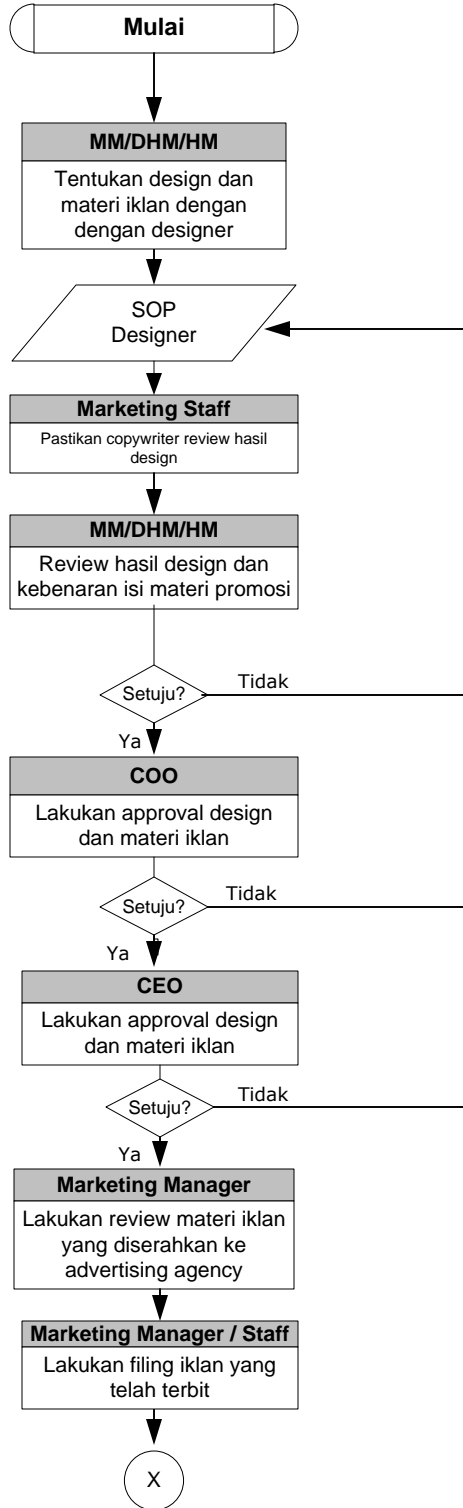 Mulai
MM/DHM/HM
Tentukan design dan
materi iklan dengan
dengan designer
SOP
Designer
Marketing Staff
Pastikan copywriter review hasil
design
MM/DHM/HM
Review hasil design dan
kebenaran isi materi promosi
Setuju?
Tidak
Ya
COO
Lakukan approval design
dan materi iklan
Setuju?
Tidak
Ya
CEO
Lakukan approval design
dan materi iklan
Setuju?
Tidak
Ya
Marketing Manager
Lakukan review materi iklan
yang diserahkan ke
advertising agency
Marketing Manager / Staff
Lakukan filing iklan yang
telah terbit
X